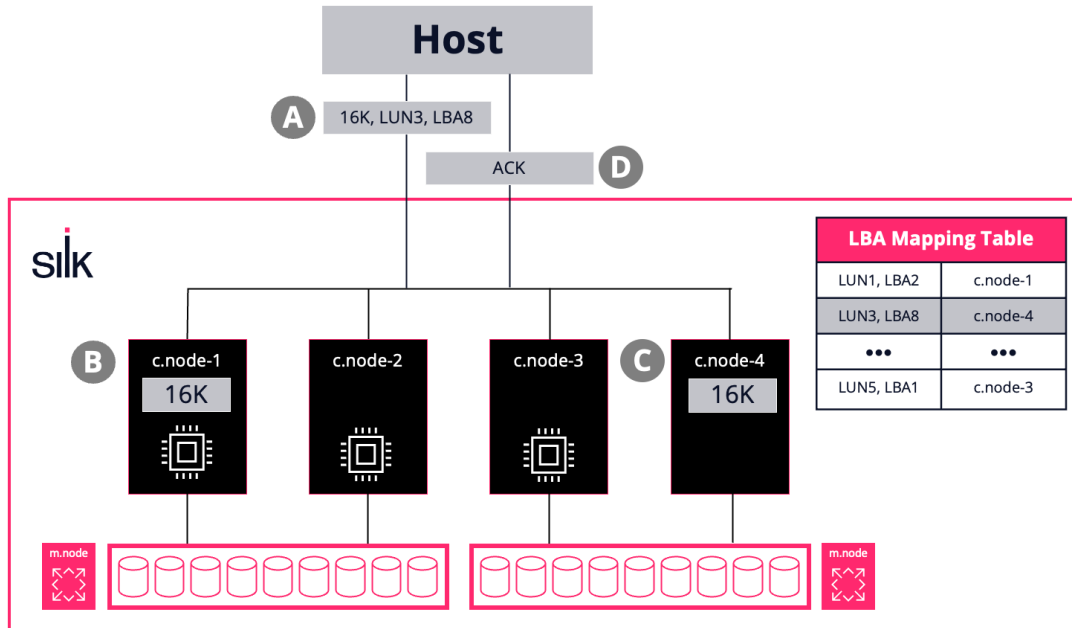 Host
A
16K, LUN3, LBA8
ACK
D
silk
LBA Mapping Table
LUN1, LBA2
c.node-1
LUN3, LBA8
c.node-4
•••
•••
LUN5, LBA1
c.node-3
B
c.node-1
16K
c.node-2
c.node-3
C
c.node-4
16K
m.node
m.node